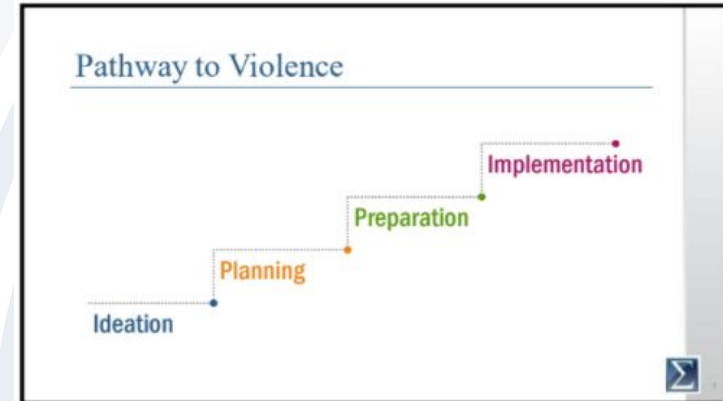 Pathway to Violence
Implementation
Preparation
Planning
Ideation
Σ